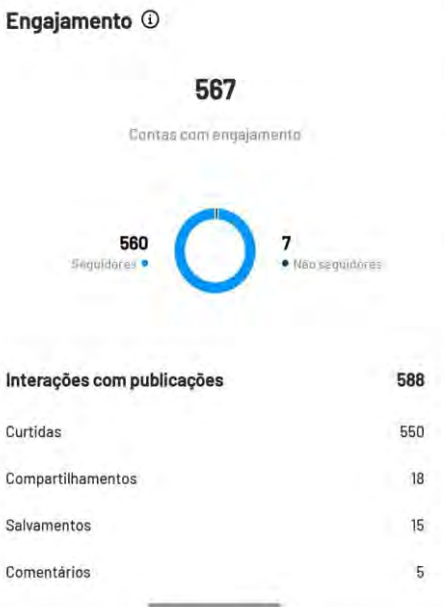 Engajamento
567
Contas com engajamento
560
Seguidores
7
Não seguidores
Interações com publicações 588
Curtidas 550
Compartilhamentos 18
Salvamentos 15
Comentários 5